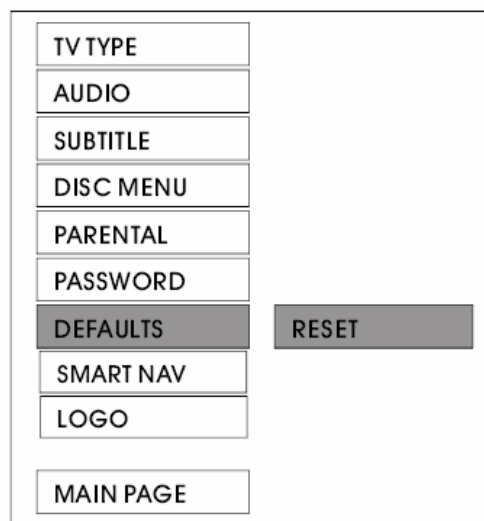 TV TYPE
AUDIO
SUBTITLE
DISC MENU
PARENTAL
PASSWORD
DEFAULTS RESET
SMART NAV
LOGO
MAIN PAGE